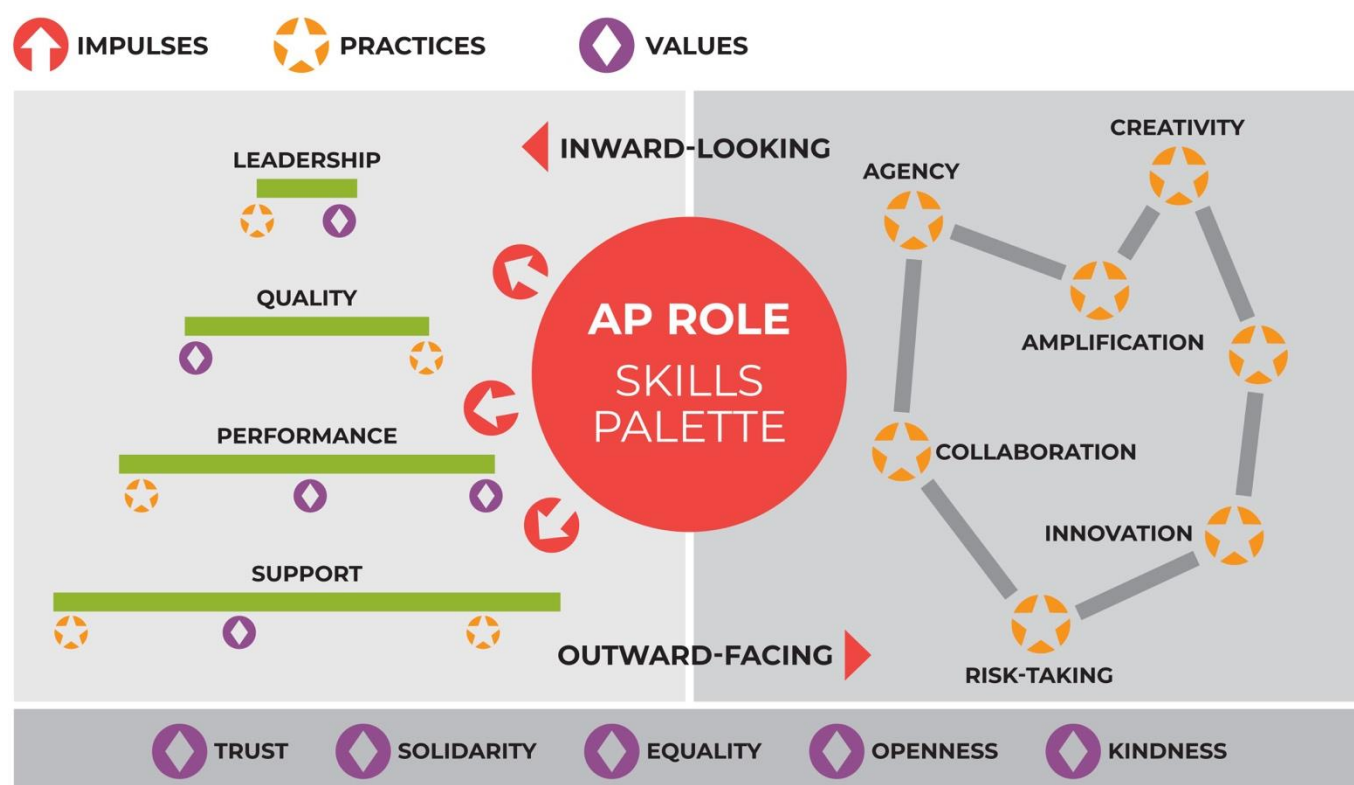 IMPULSES
PRACTICES
VALUES
INWARD-LOOKING
LEADERSHIP
QUALITY
PERFORMANCE
SUPPORT
AP ROLE
SKILLS
PALETTE
CREATIVITY
AGENCY
AMPLIFICATION
COLLABORATION
INNOVATION
RISK-TAKING
OUTWARD-FACING
TRUST
SOLIDARITY
EQUALITY
OPENNESS
KINDNESS